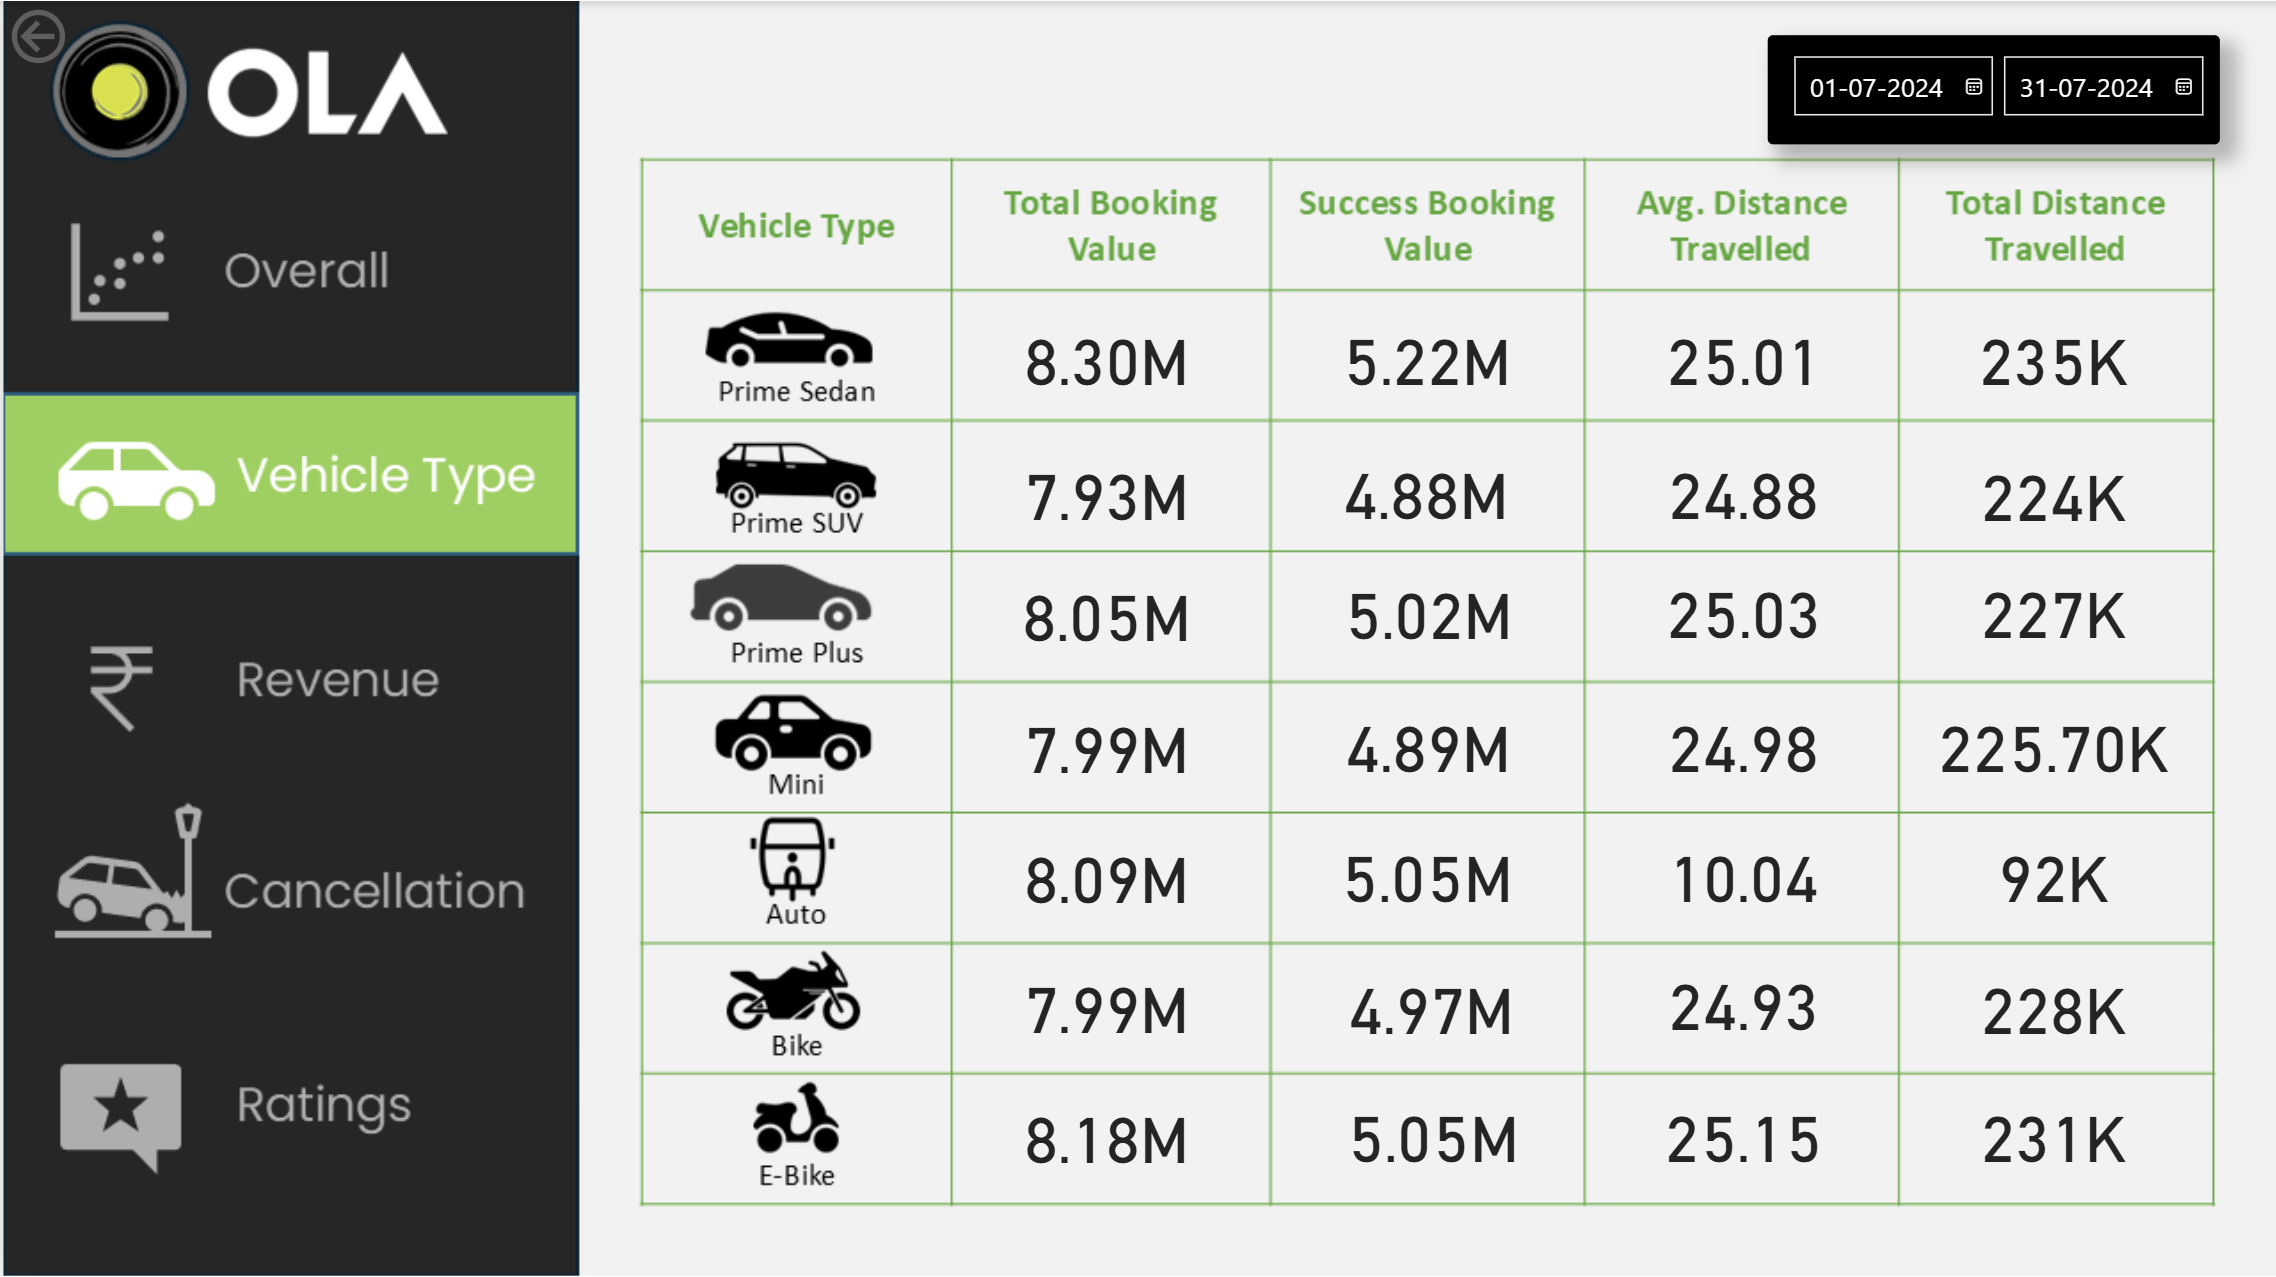 OLA
01-07-2024
31-07-2024
Overall
Vehicle Type
Revenue
Cancellation
Ratings
Vehicle Type
Total Booking
Value
Success Booking
Value
Avg. Distance
Travelled
Total Distance
Travelled
Prime Sedan
8.30M
5.22M
25.01
235K
Prime SUV
7.93M
4.88M
24.88
224K
Prime Plus
8.05M
5.02M
25.03
227K
Mini
7.99M
4.89M
24.98
225.70K
Auto
8.09M
5.05M
10.04
92K
Bike
7.99M
4.97M
24.93
228K
E-Bike
8.18M
5.05M
25.15
231K